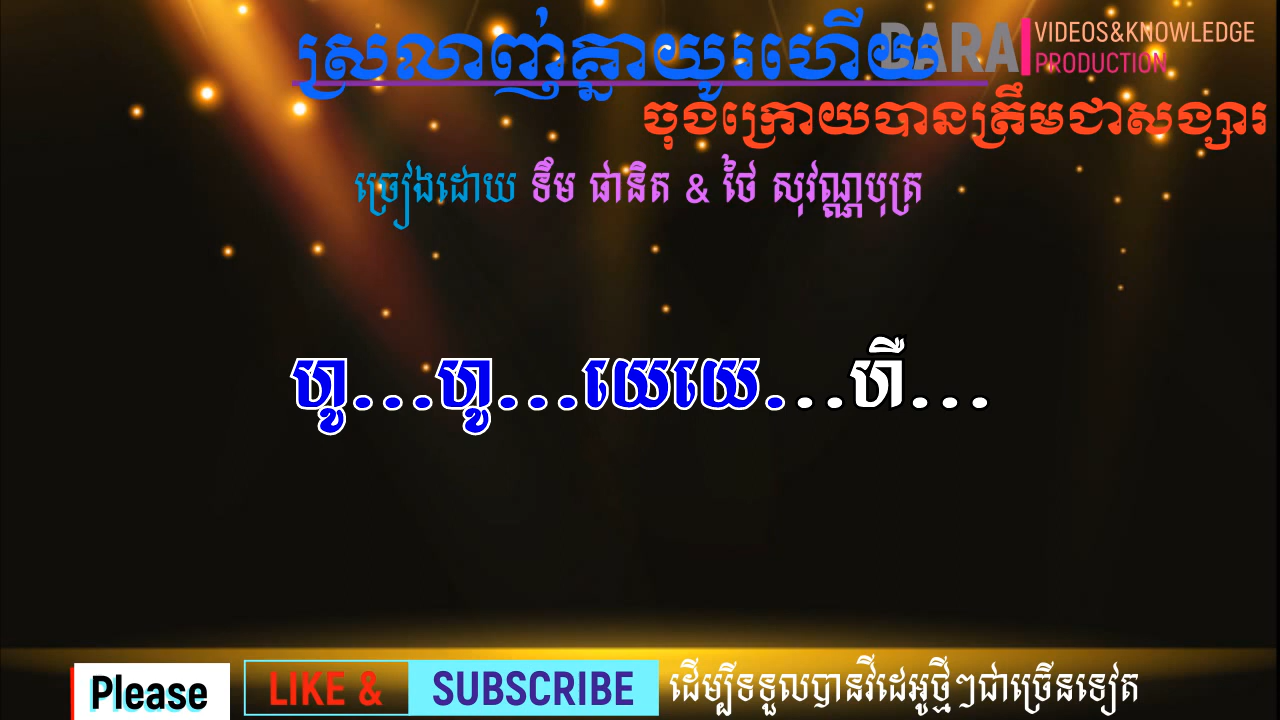 ស្រលាញ់គ្នាយូរហើយ
DARA VIDEOS&KNOWLEDGE
PRODUCTION
ចុងក្រោយបានត្រឹមជាសង្សារ
ច្រៀងដោយ ទឹម ផានិត & ថៃ សុវណ្ណបុត្រ
ហូ...ហូ...យេយេ...ហឺ...
Please LIKE & SUBSCRIBE ដើម្បីទទួលបានវីដេអូថ្មីៗជាច្រើនទៀត